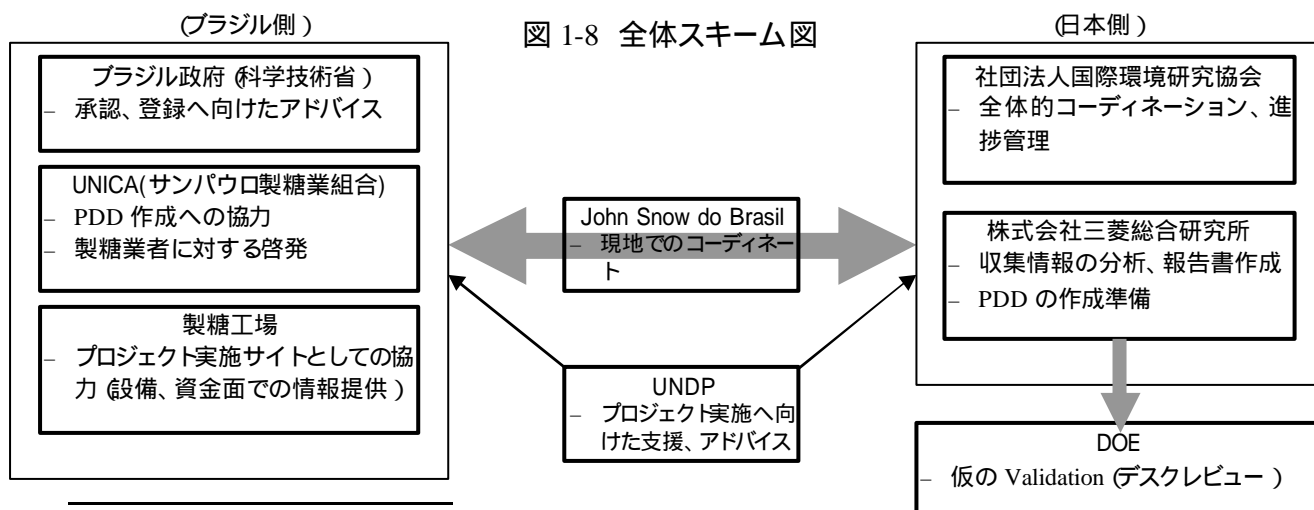 図 1-8 全体スキーム図
(ブラジル側)
ブラジル政府(科学技術省)
– 承認、登録へ向けたアドバイス
UNICA(サンパウロ製糖業組合)
– PDD 作成への協力
– 製糖業者に対する啓発
製糖工場
– プロジェクト実施サイトとしての協
力(設備、資金面での情報提供)
John Snow do Brasil
– 現地でのコーディネー
ト
UNDP
– プロジェクト実施へ向
けた支援、アドバイス
(日本側)
社団法人国際環境研究協会
– 全体的コーディネーション、進
捗管理
株式会社三菱総合研究所
– 収集情報の分析、報告書作成
– PDD の作成準備
DOE
– 仮の Validation(デスクレビュー)